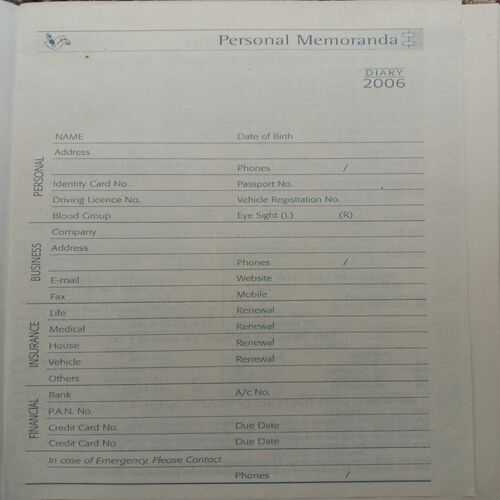 Personal Memoranda
DIARY
2006
PERSONAL
NAME Date of Birth
Address
Phones /
Identity Card No. Passport No.
Driving Licence No. Vehicle Registration No.
Blood Group Eye Sight (L) (R)
BUSINESS
Company
Address
Phones /
E-mail Website
Fax Mobile
INSURANCE
Life Renewal
Medical Renewal
House Renewal
Vehicle Renewal
Others
FINANCIAL
Bank A/c No.
P.A.N. No.
Credit Card No. Due Date
Credit Card No. Due Date
In case of Emergency, Please Contact
Phones /